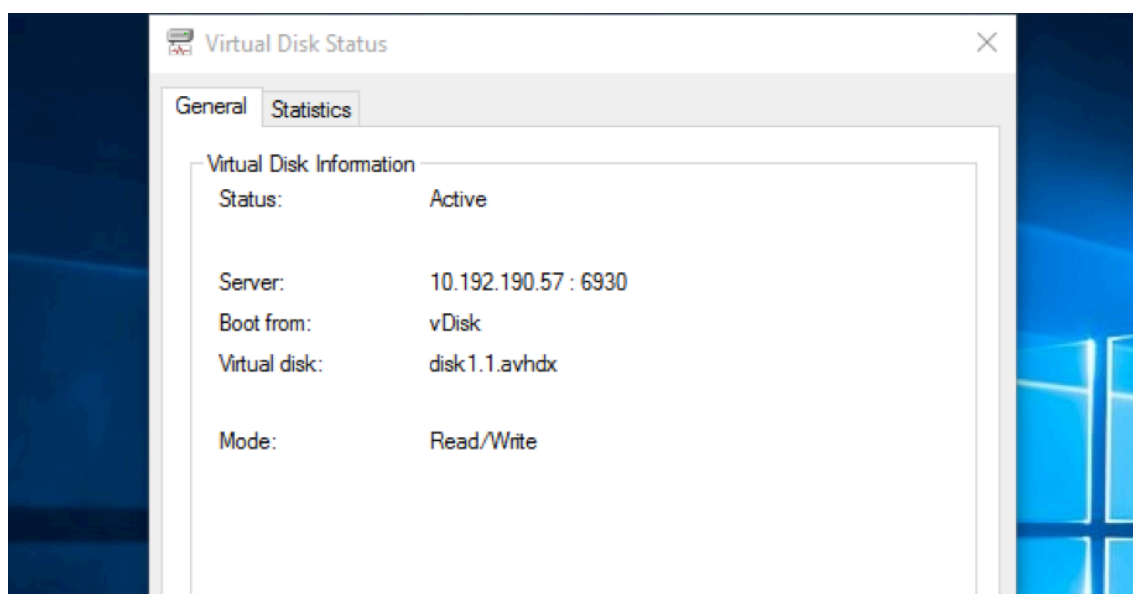 Virtual Disk Status
General Statistics
Virtual Disk Information
Status: Active
Server: 10.192.190.57 : 6930
Boot from: vDisk
Virtual disk: disk1.1.avhdx
Mode: Read/Write